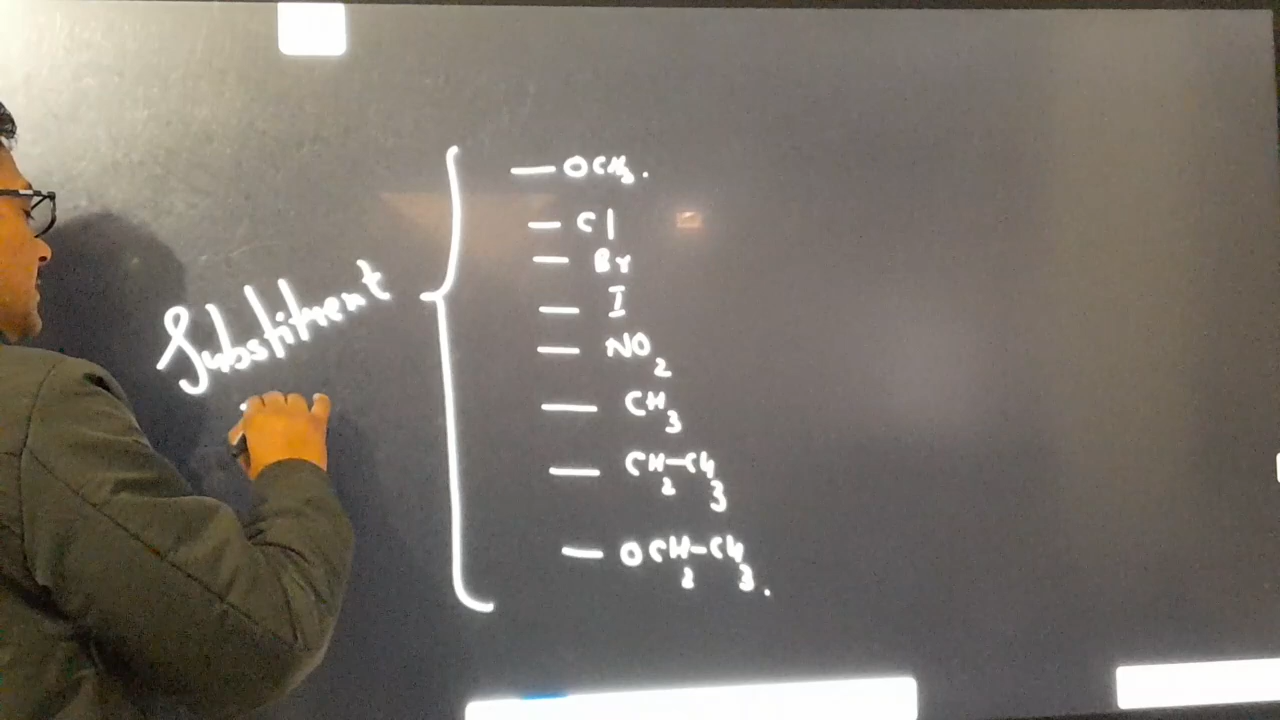 Substituent
— OCH3.
— Cl
— Br
— I
— NO2
— CH3
— CH2-CH3
— OCH2-CH3.